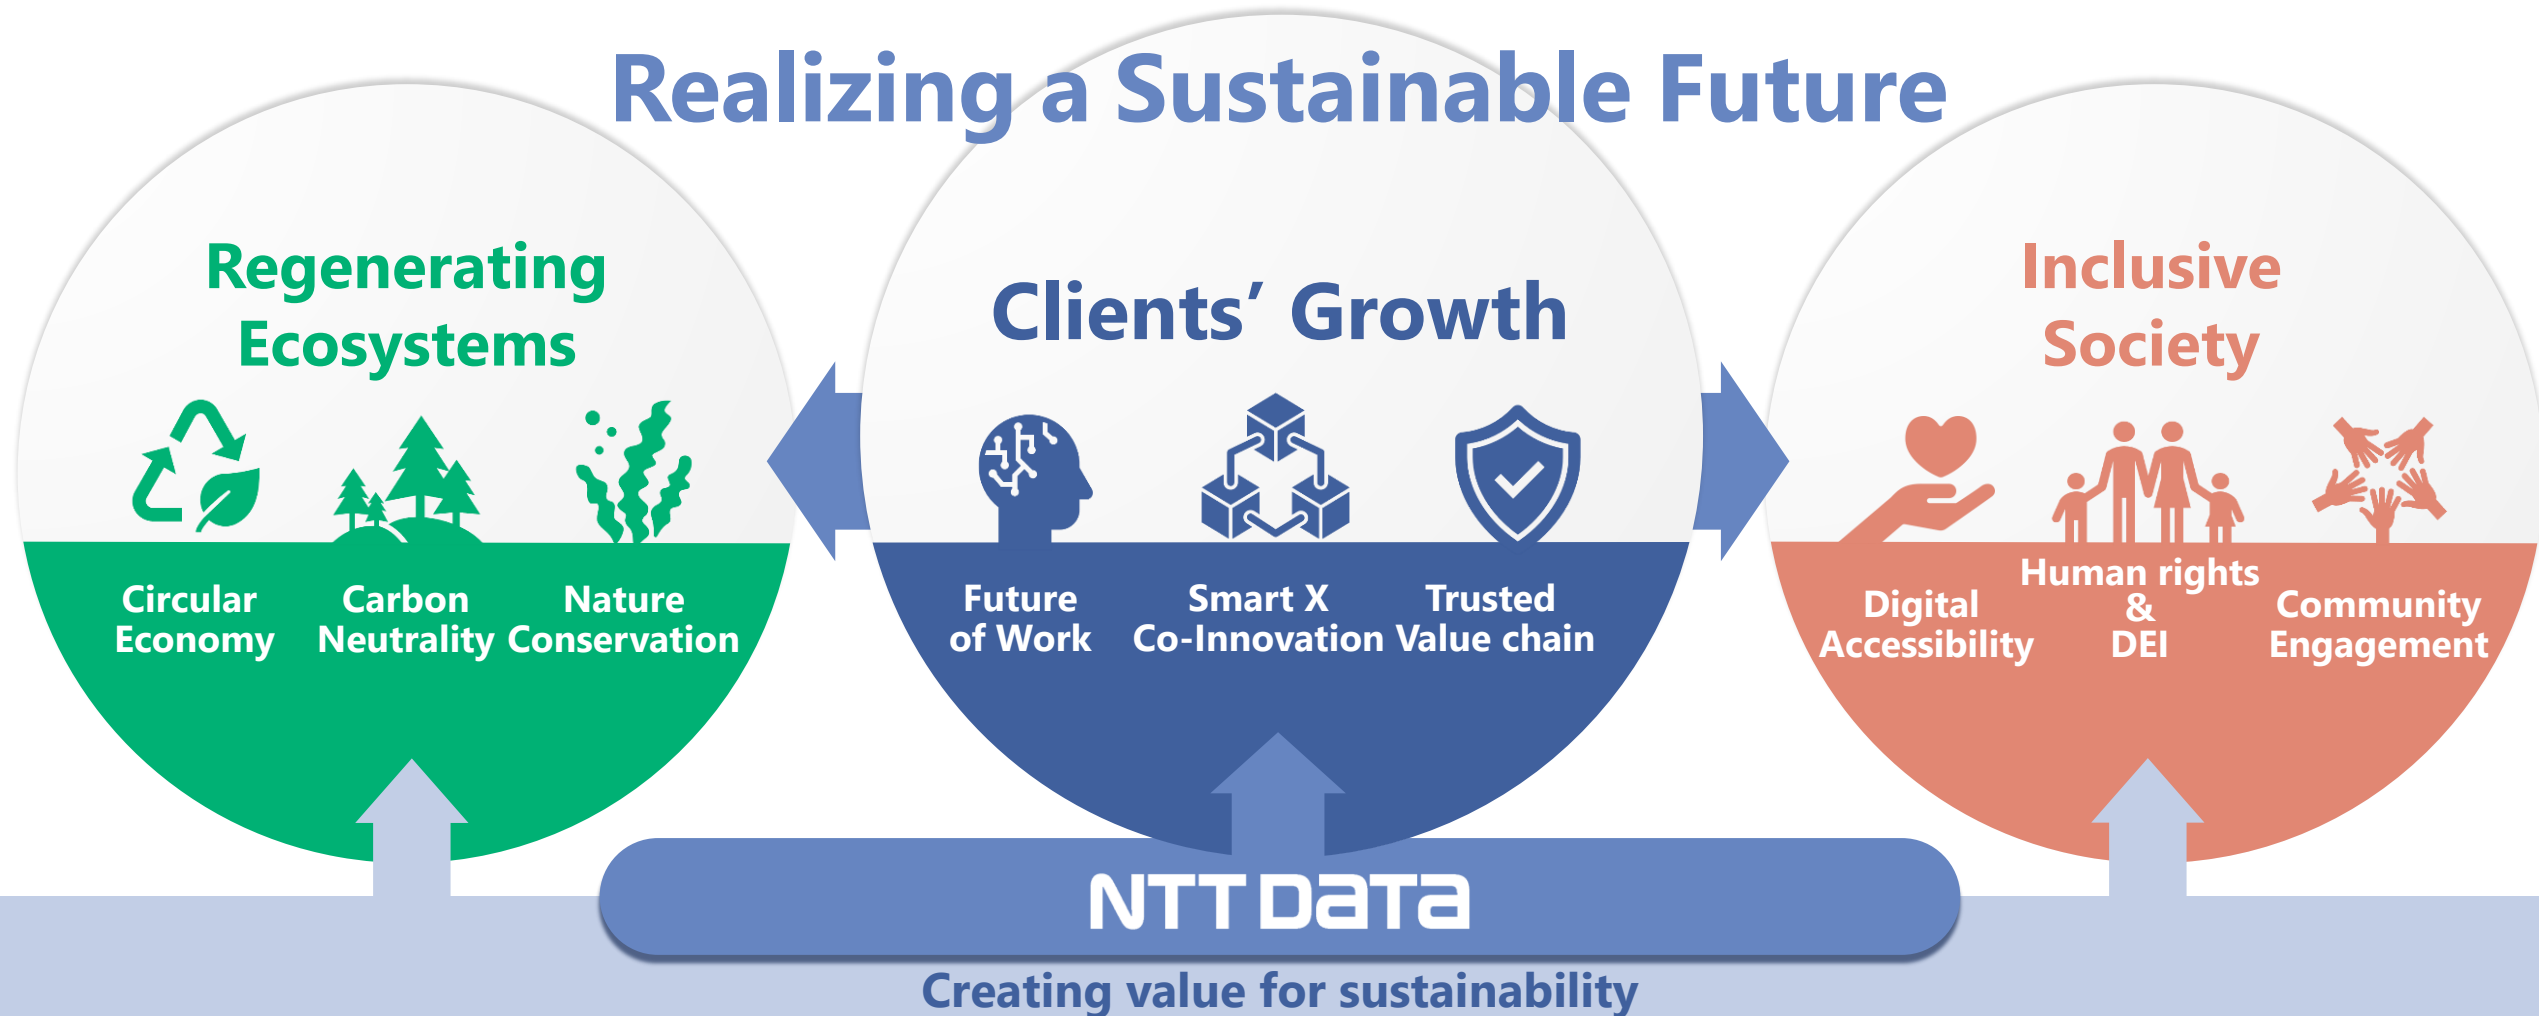 Realizing a Sustainable Future
Regenerating
Ecosystems
Circular
Economy
Carbon
Neutrality
Nature
Conservation
Clients’ Growth
Future
of Work
Smart X
Co-Innovation
Trusted
Value chain
Inclusive
Society
Digital
Accessibility
Human rights
&
DEI
Community
Engagement
NTT DATA
Creating value for sustainability